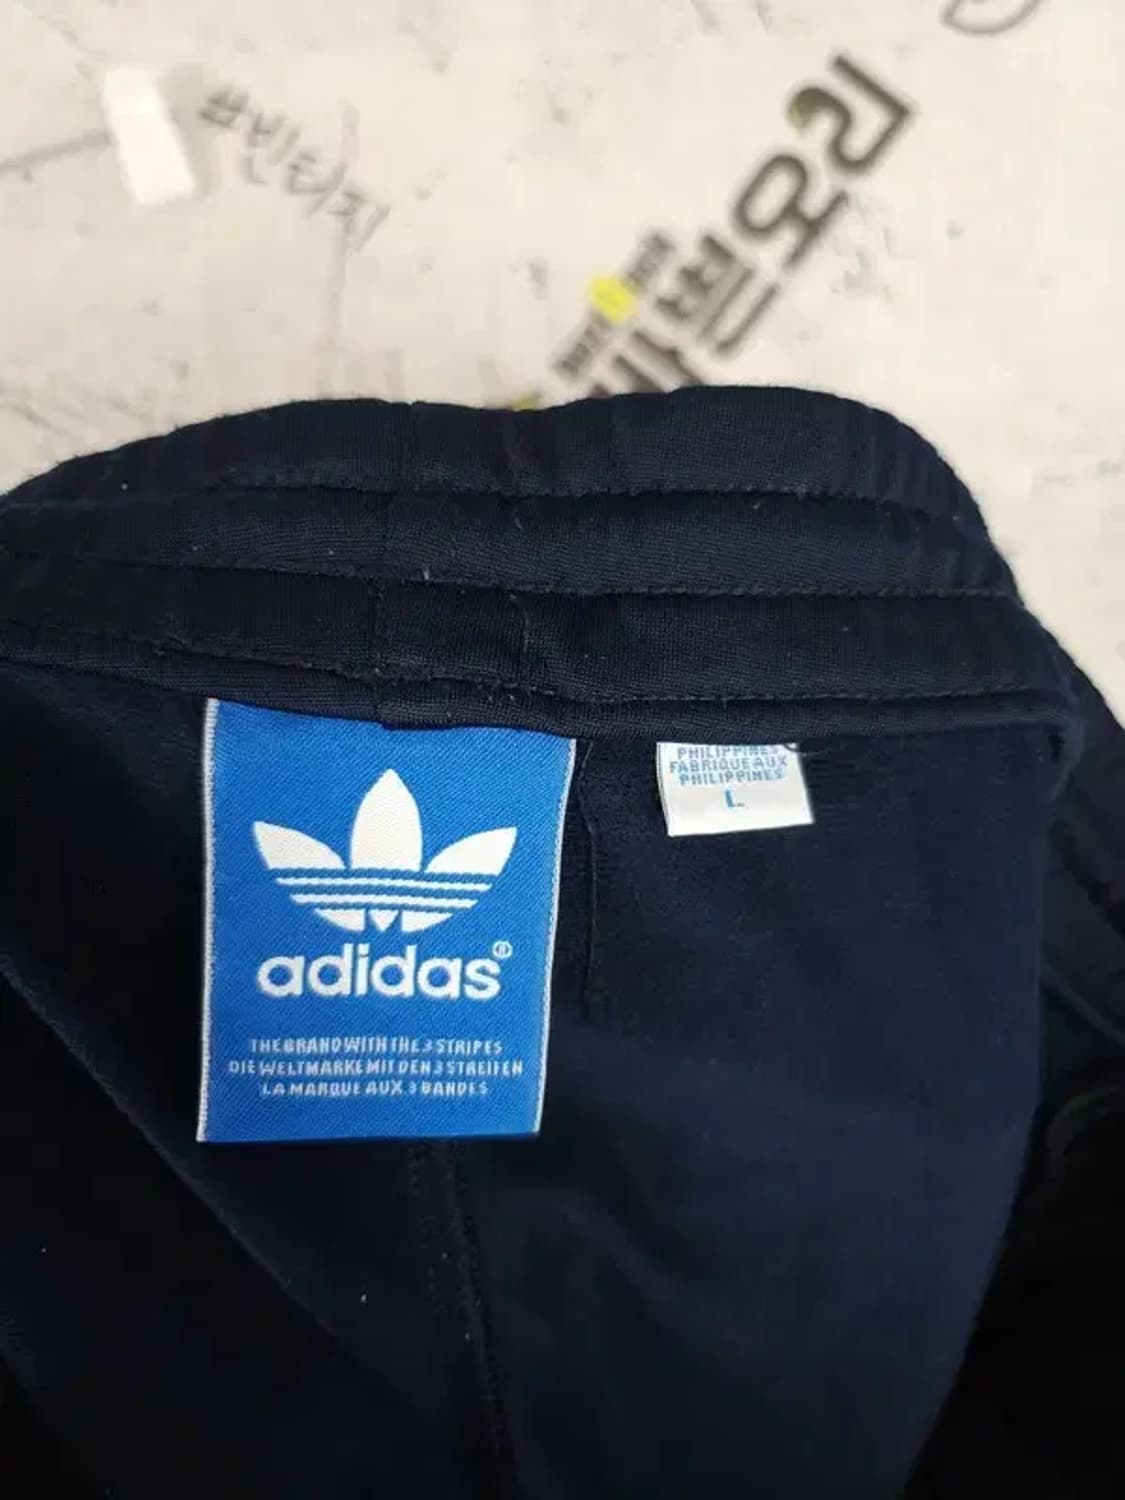 #빈티지
adidas®
THE BRAND WITH THE 3 STRIPES
DIE WELTMARKE MIT DEN 3 STREIFEN
LA MARQUE AUX 3 BANDES
PHILIPPINES
FABRIQUE AUX
PHILIPPINES
L